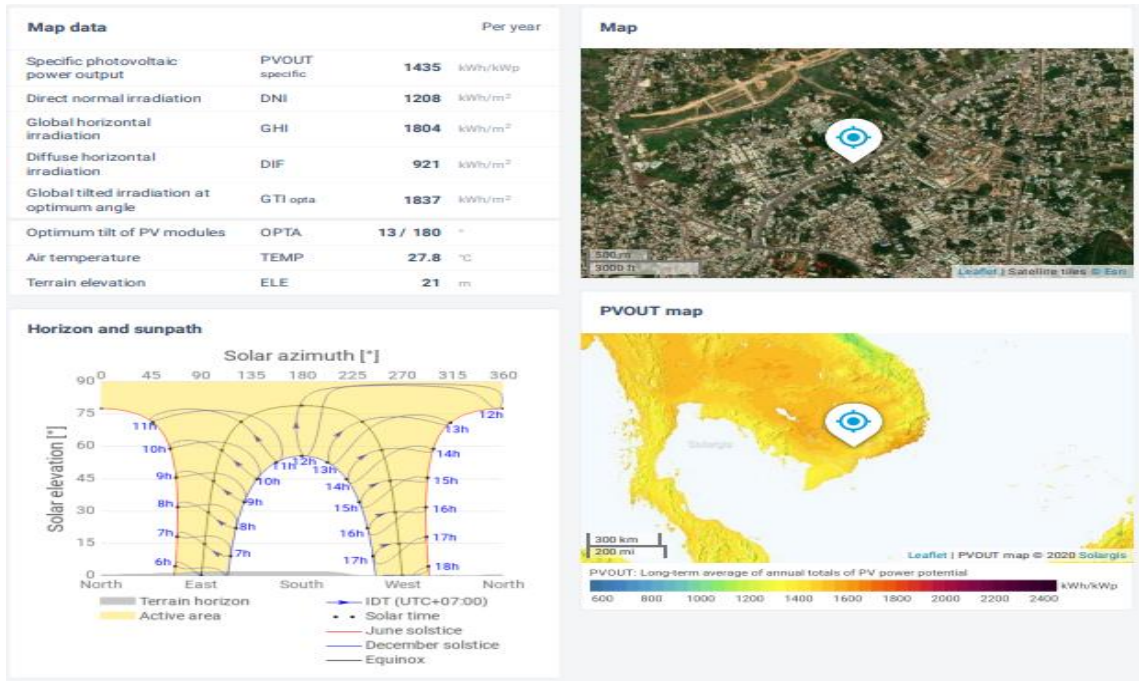 Map data Per year
Specific photovoltaic power output PVOUT specific 1435 kWh/kWp
Direct normal irradiation DNI 1208 kWh/m²
Global horizontal irradiation GHI 1804 kWh/m²
Diffuse horizontal irradiation DIF 921 kWh/m²
Global tilted irradiation at optimum angle GTI opta 1837 kWh/m²
Optimum tilt of PV modules OPTA 13 / 180 °
Air temperature TEMP 27.8 °C
Terrain elevation ELE 21 m
Map
500 m
3000 ft
Leaflet | Satellite tiles © Esri
Horizon and sunpath
Solar azimuth [°]
0 45 90 135 180 225 270 315 360
Solar elevation [°]
90
75
60
45
30
15
0
11h
10h
9h
8h
7h
6h
11h
12h
13h
10h
9h
8h
7h
14h
15h
16h
17h
12h
13h
14h
15h
16h
17h
18h
North East South West North
Terrain horizon
Active area
IDT (UTC+07:00)
Solar time
June solstice
December solstice
Equinox
PVOUT map
Solargis
300 km
200 mi
Leaflet | PVOUT map © 2020 Solargis
PVOUT: Long-term average of annual totals of PV power potential
kWh/kWp
600 800 1000 1200 1400 1600 1800 2000 2200 2400